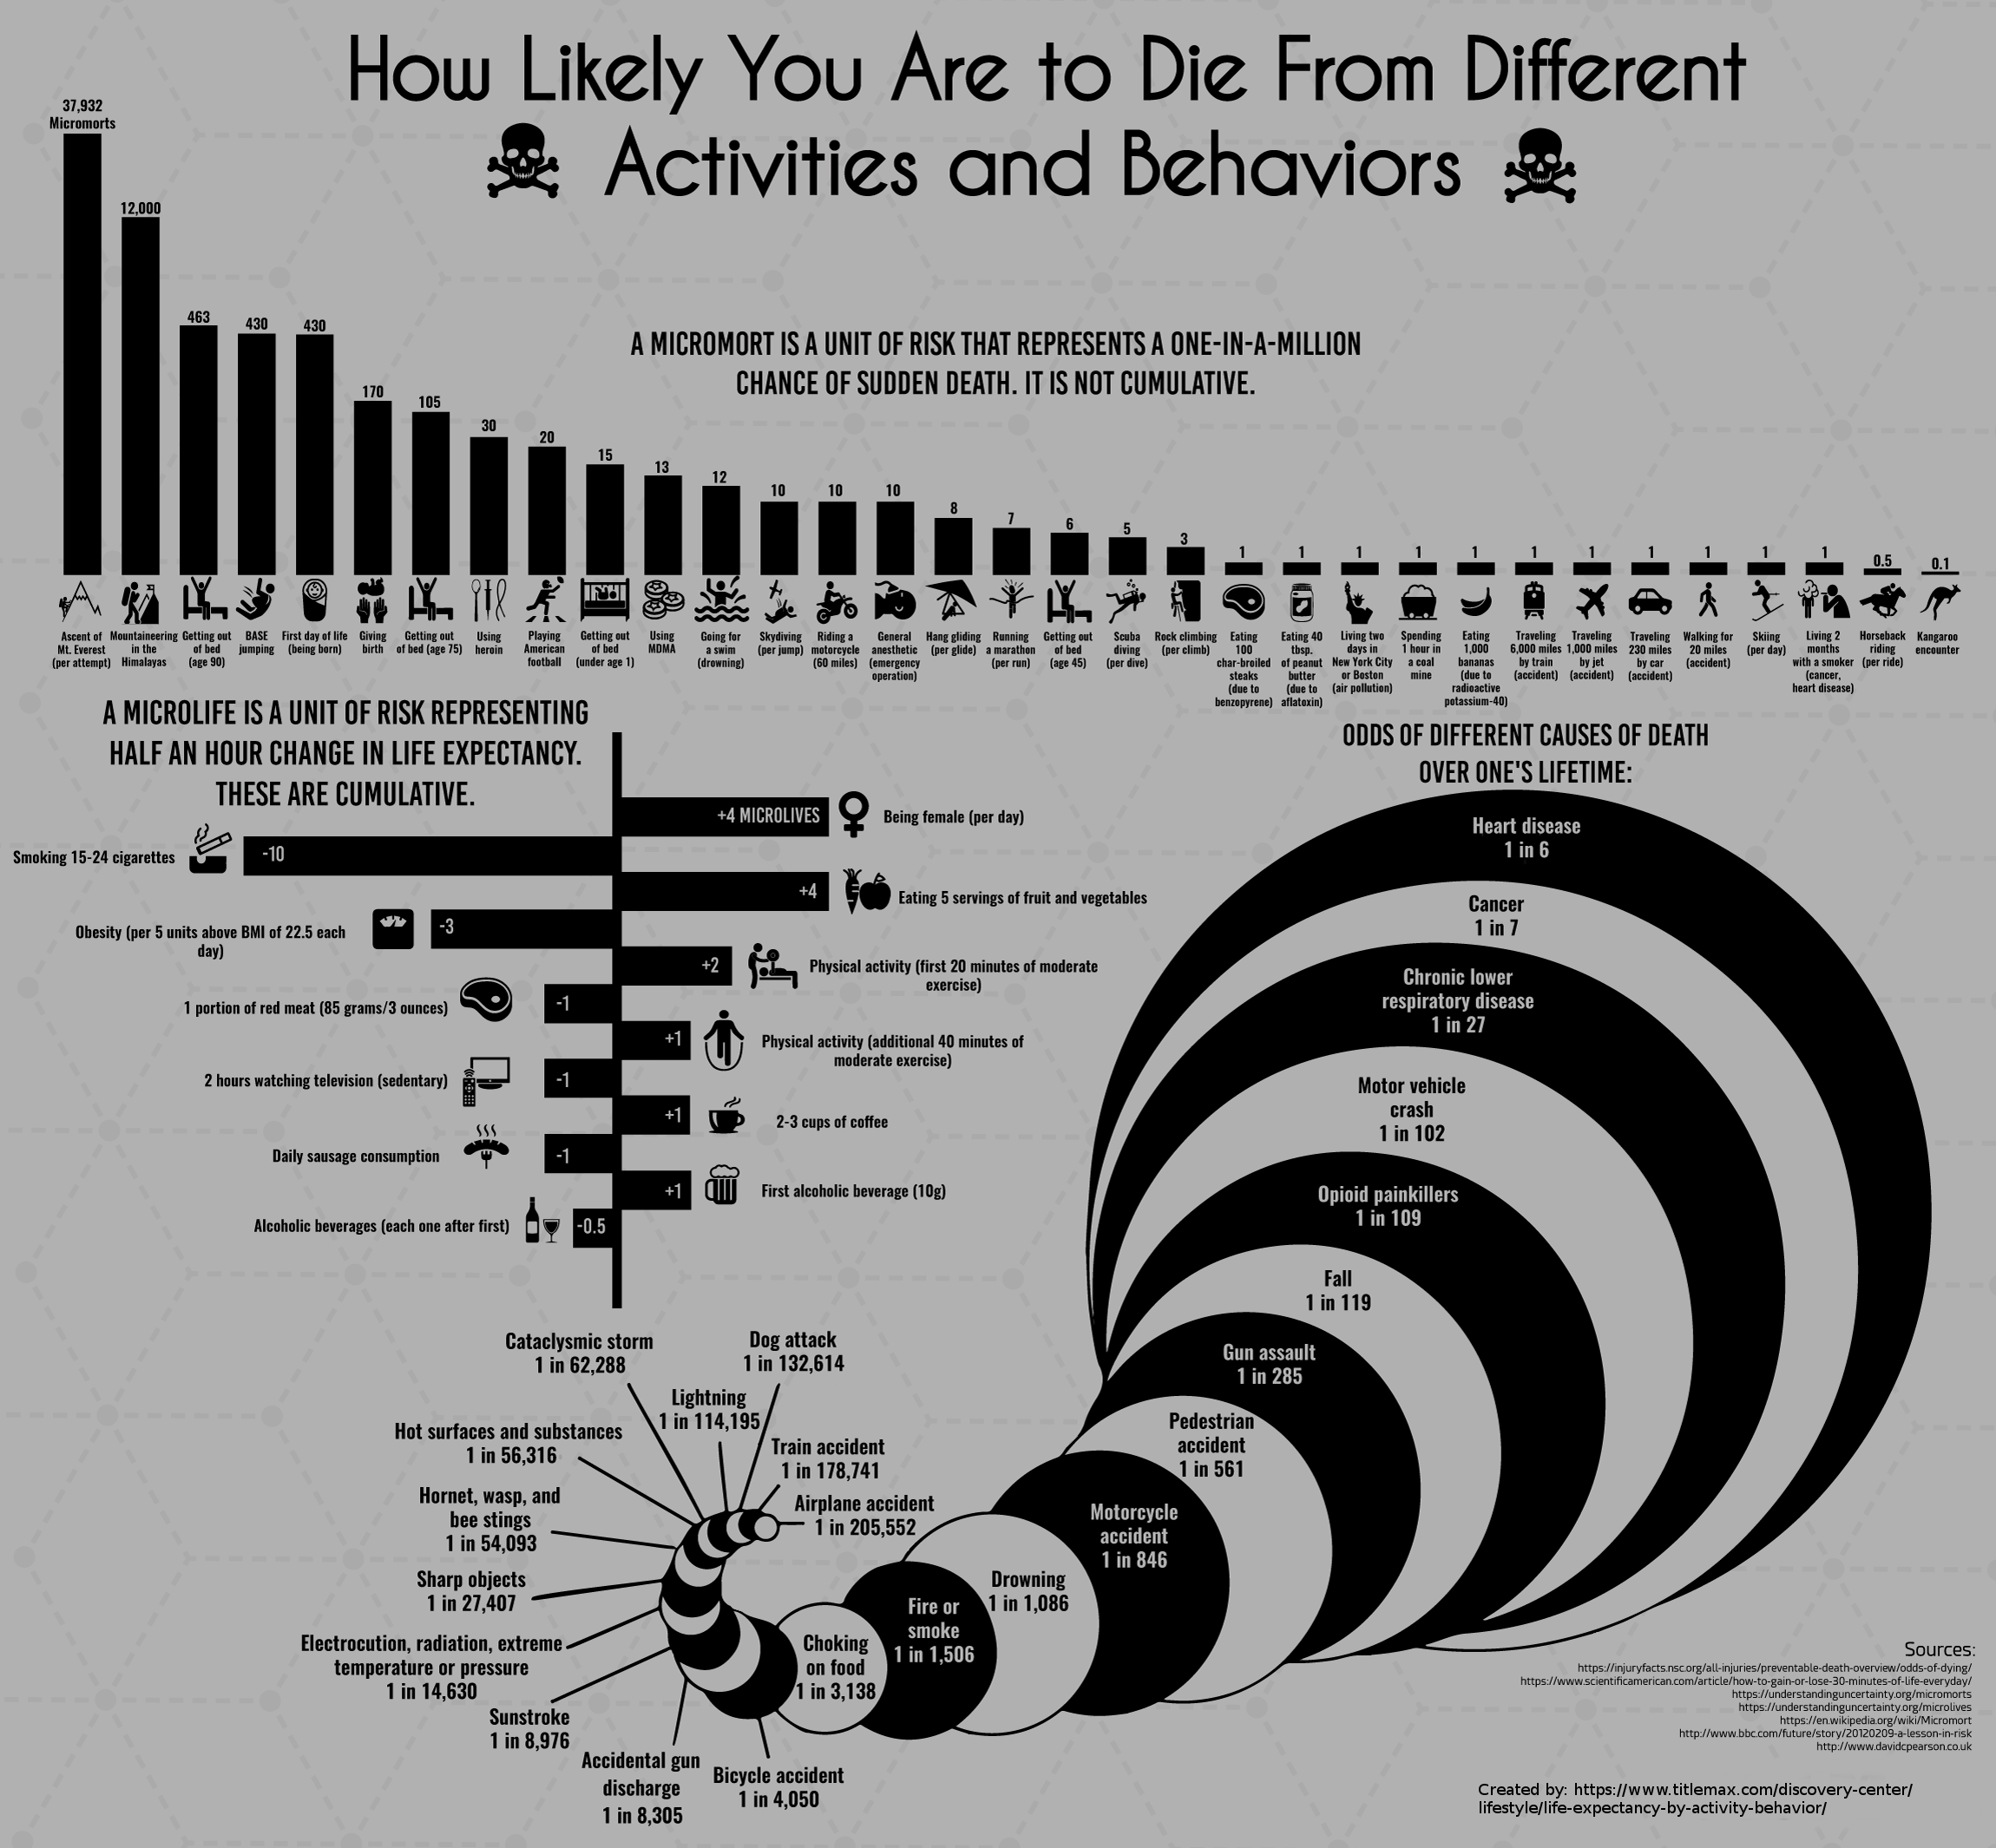 How Likely You Are to Die From Different
Activities and Behaviors
37,932
Micromorts
12,000
463
430
430
170
105
30
20
15
13
12
10
10
10
8
7
6
5
3
1
1
1
1
1
1
1
1
1
1
1
0.5
0.1
A MICROMORT IS A UNIT OF RISK THAT REPRESENTS A ONE-IN-A-MILLION
CHANCE OF SUDDEN DEATH. IT IS NOT CUMULATIVE.
Ascent of
Mt. Everest
(per attempt)
Mountaineering
in the
Himalayas
Getting out
of bed
(age 90)
BASE
jumping
First day of life
(being born)
Giving
birth
Getting out
of bed (age 75)
Using
heroin
Playing
American
football
Getting out
of bed
(under age 1)
Using
MDMA
Going for
a swim
(drowning)
Skydiving
(per jump)
Riding a
motorcycle
(60 miles)
General
anesthetic
(emergency
operation)
Hang gliding
(per glide)
Running
a marathon
(per run)
Getting out
of bed
(age 45)
Scuba
diving
(per dive)
Rock climbing
(per climb)
Eating
100
char-broiled
steaks
(due to
benzopyrene)
Eating 40
tbsp.
of peanut
butter
(due to
aflatoxin)
Living two
days in
New York City
or Boston
(air pollution)
Spending
1 hour in
a coal
mine
Eating
1,000
bananas
(due to
radioactive
potassium-40)
Traveling
6,000 miles
by train
(accident)
Traveling
1,000 miles
by jet
(accident)
Traveling
230 miles
by car
(accident)
Walking for
20 miles
(accident)
Skiing
(per day)
Living 2
months
with a smoker
(cancer,
heart disease)
Horseback
riding
(per ride)
Kangaroo
encounter
A MICROLIFE IS A UNIT OF RISK REPRESENTING
HALF AN HOUR CHANGE IN LIFE EXPECTANCY.
THESE ARE CUMULATIVE.
+4 MICROLIVES
Being female (per day)
Smoking 15-24 cigarettes
-10
+4
Eating 5 servings of fruit and vegetables
Obesity (per 5 units above BMI of 22.5 each
day)
-3
+2
Physical activity (first 20 minutes of moderate
exercise)
1 portion of red meat (85 grams/3 ounces)
-1
+1
Physical activity (additional 40 minutes of
moderate exercise)
2 hours watching television (sedentary)
-1
+1
2-3 cups of coffee
Daily sausage consumption
-1
+1
First alcoholic beverage (10g)
Alcoholic beverages (each one after first)
-0.5
ODDS OF DIFFERENT CAUSES OF DEATH
OVER ONE'S LIFETIME:
Heart disease
1 in 6
Cancer
1 in 7
Chronic lower
respiratory disease
1 in 27
Motor vehicle
crash
1 in 102
Opioid painkillers
1 in 109
Fall
1 in 119
Gun assault
1 in 285
Pedestrian
accident
1 in 561
Motorcycle
accident
1 in 846
Drowning
1 in 1,086
Fire or
smoke
1 in 1,506
Choking
on food
1 in 3,138
Bicycle accident
1 in 4,050
Accidental gun
discharge
1 in 8,305
Sunstroke
1 in 8,976
Electrocution, radiation, extreme
temperature or pressure
1 in 14,630
Sharp objects
1 in 27,407
Hornet, wasp, and
bee stings
1 in 54,093
Hot surfaces and substances
1 in 56,316
Cataclysmic storm
1 in 62,288
Lightning
1 in 114,195
Dog attack
1 in 132,614
Train accident
1 in 178,741
Airplane accident
1 in 205,552
Sources:
https://injuryfacts.nsc.org/all-injuries/preventable-death-overview/odds-of-dying/
https://www.scientificamerican.com/article/how-to-gain-or-lose-30-minutes-of-life-everyday/
https://understandinguncertainty.org/micromorts
https://understandinguncertainty.org/microlives
https://en.wikipedia.org/wiki/Micromort
http://www.bbc.com/future/story/20120209-a-lesson-in-risk
http://www.davidcpearson.co.uk
Created by: https://www.titlemax.com/discovery-center/
lifestyle/life-expectancy-by-activity-behavior/